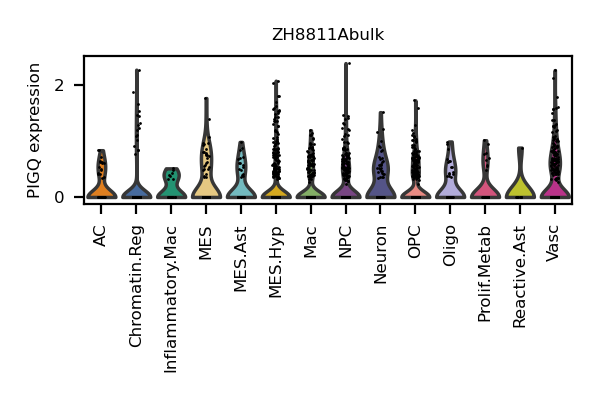 ZH8811Abulk
PIGQ expression
2
0
AC
Chromatin.Reg
Inflammatory.Mac
MES
MES.Ast
MES.Hyp
Mac
NPC
Neuron
OPC
Oligo
Prolif.Metab
Reactive.Ast
Vasc